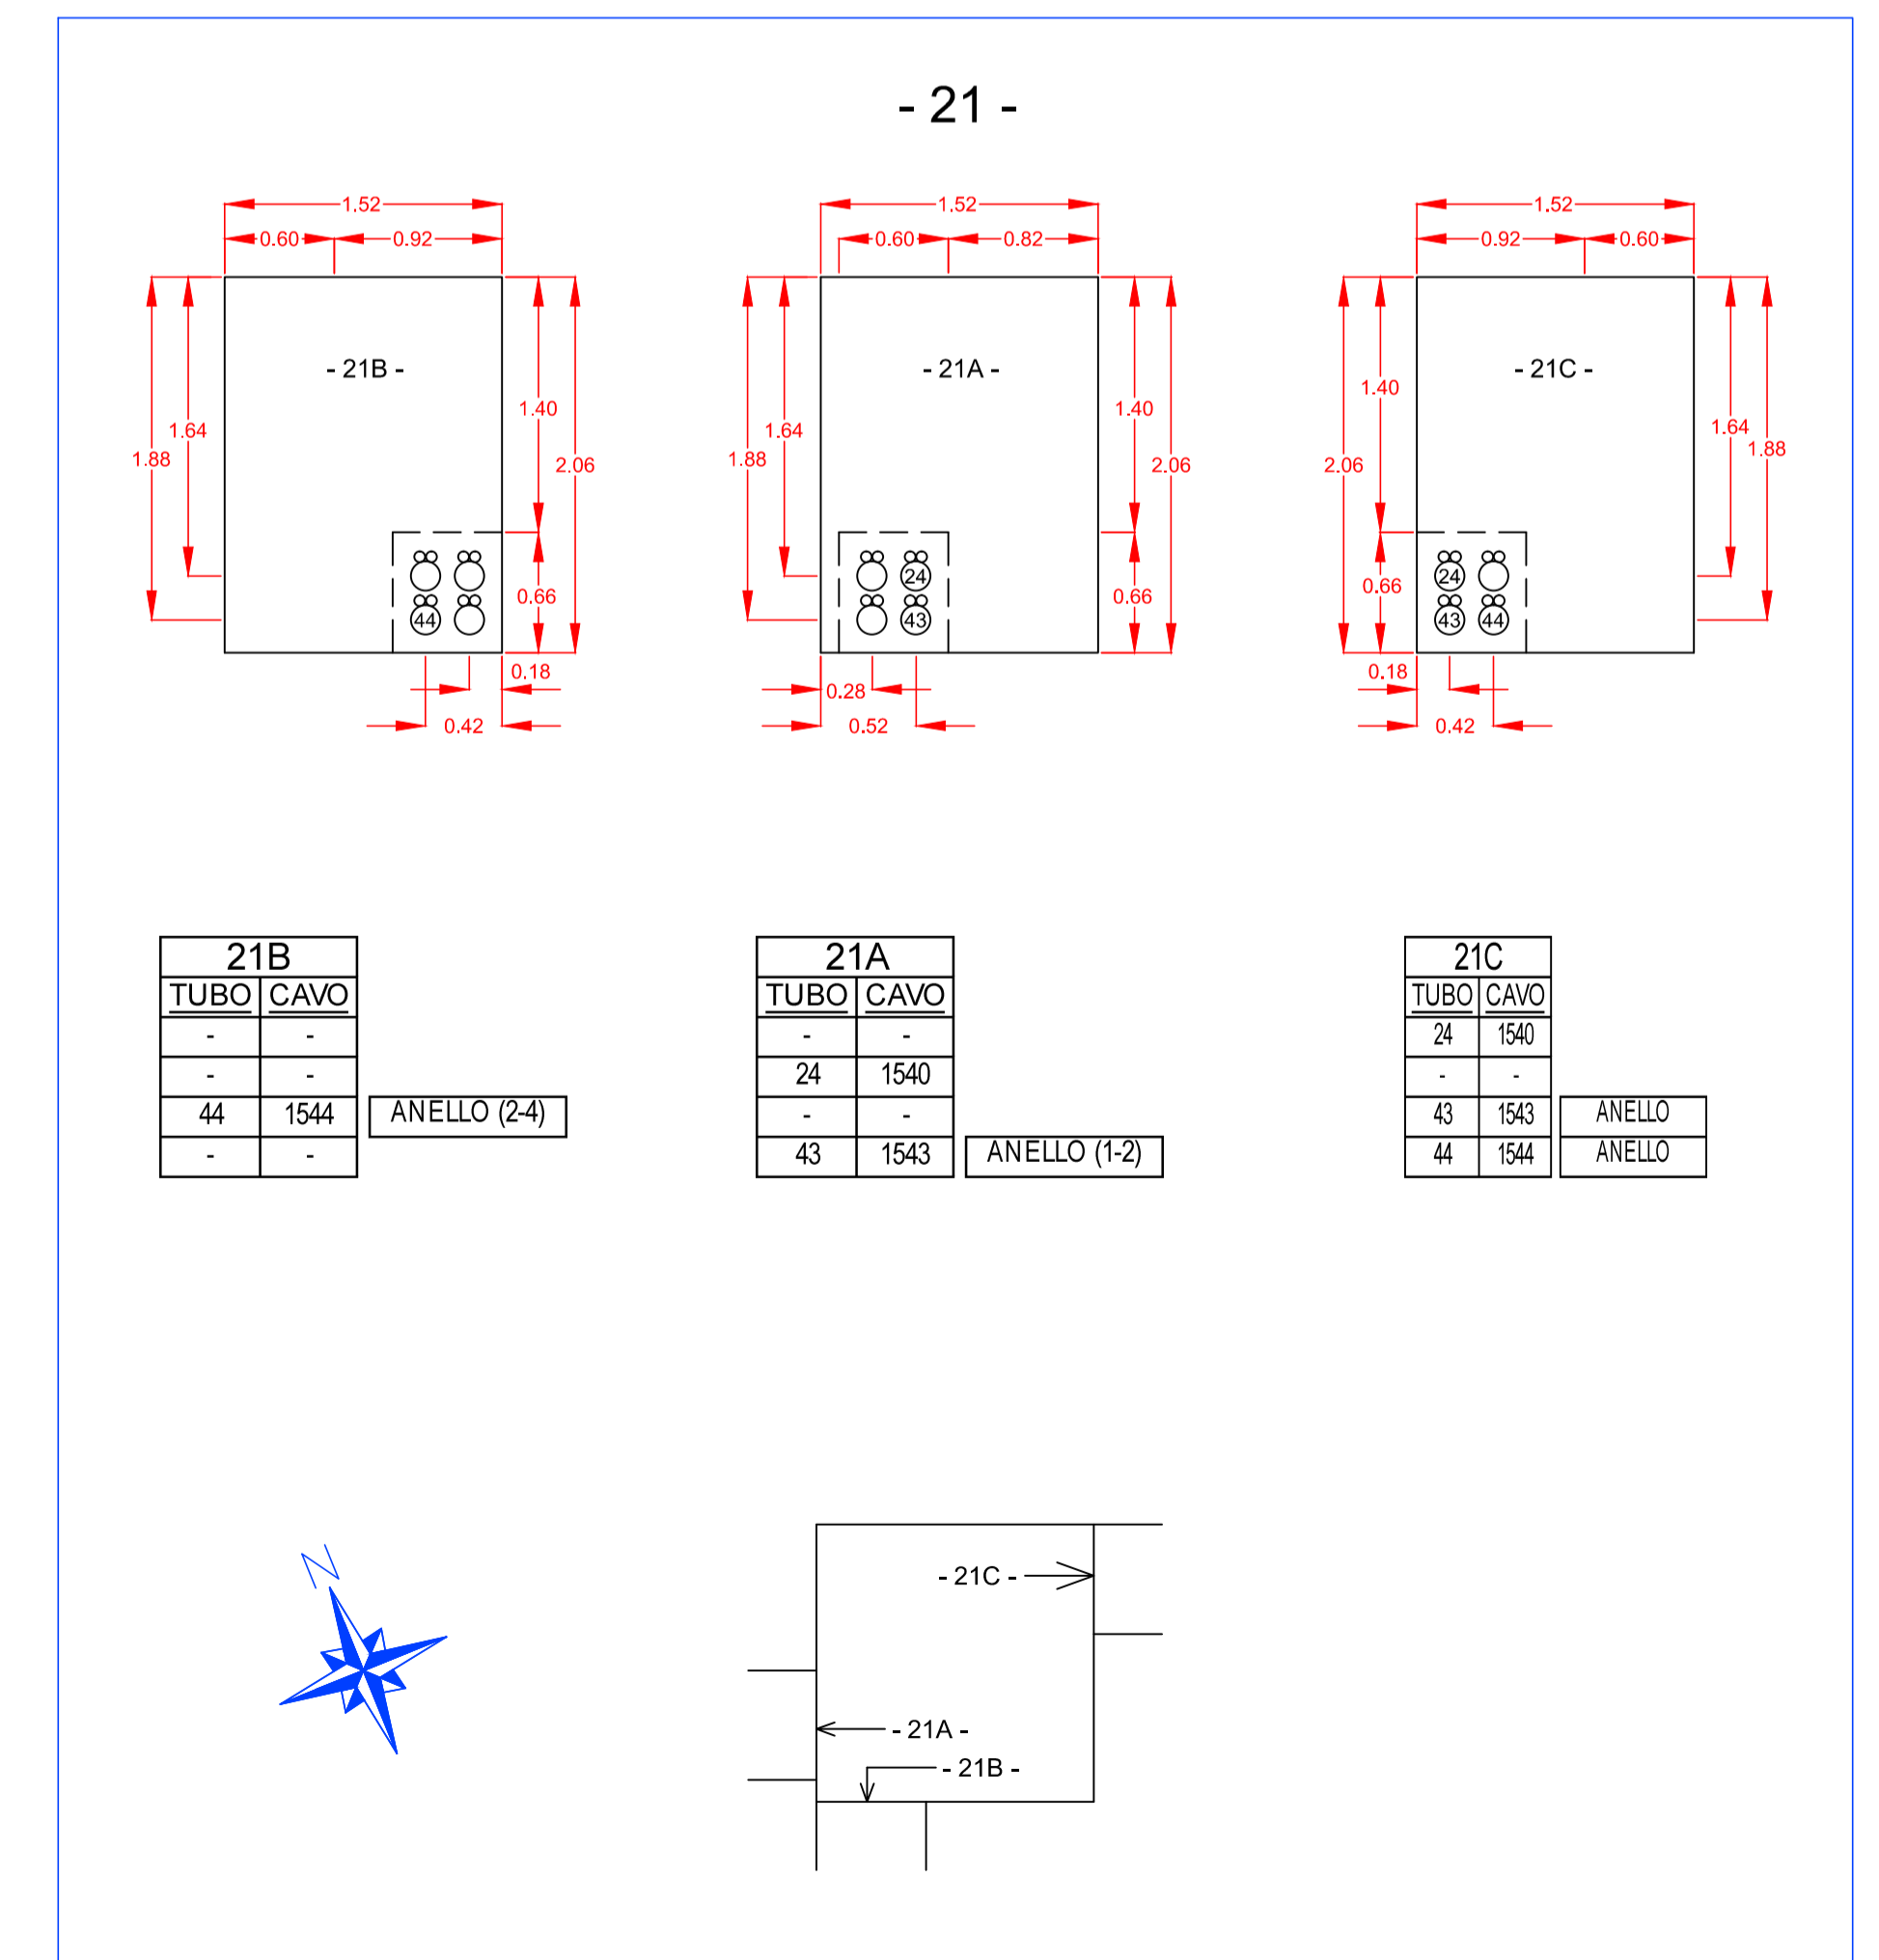 - 21 -
1.52
0.60 0.92
1.88
1.64
- 21B -
1.40
2.06
0.66
44
0.18
0.42
1.52
0.60 0.82
1.88
1.64
- 21A -
1.40
2.06
24
0.66
43
0.28
0.52
1.52
0.92 0.60
2.06
1.40
- 21C -
1.64
1.88
0.66
24
43 44
0.18
0.42
21B
TUBO CAVO
- -
- -
44 1544 ANELLO (2-4)
- -
21A
TUBO CAVO
- -
24 1540
- -
43 1543 ANELLO (1-2)
21C
TUBO CAVO
24 1540
- -
43 1543 ANELLO
44 1544 ANELLO
N
- 21C -
- 21A -
- 21B -